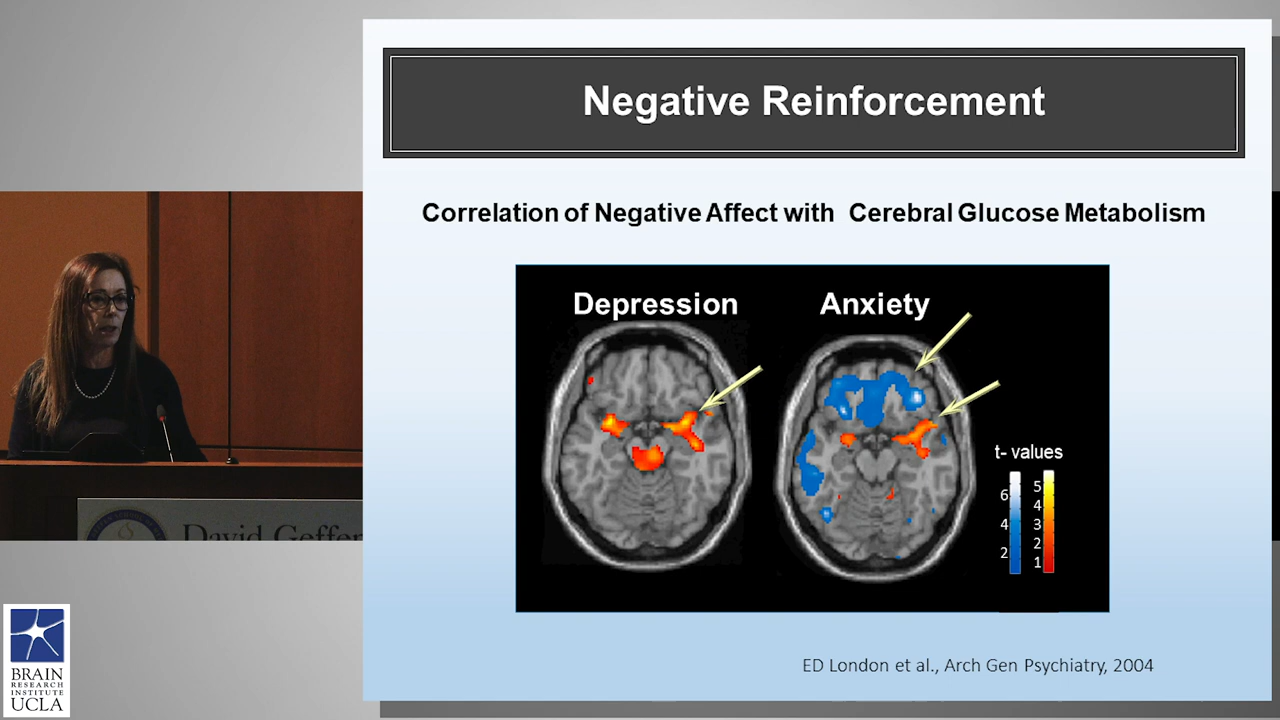 Negative Reinforcement
Correlation of Negative Affect with Cerebral Glucose Metabolism
Depression
Anxiety
t- values
6
4
2
5
4
3
2
1
ED London et al., Arch Gen Psychiatry, 2004
David
BRAIN
RESEARCH
INSTITUTE
UCLA